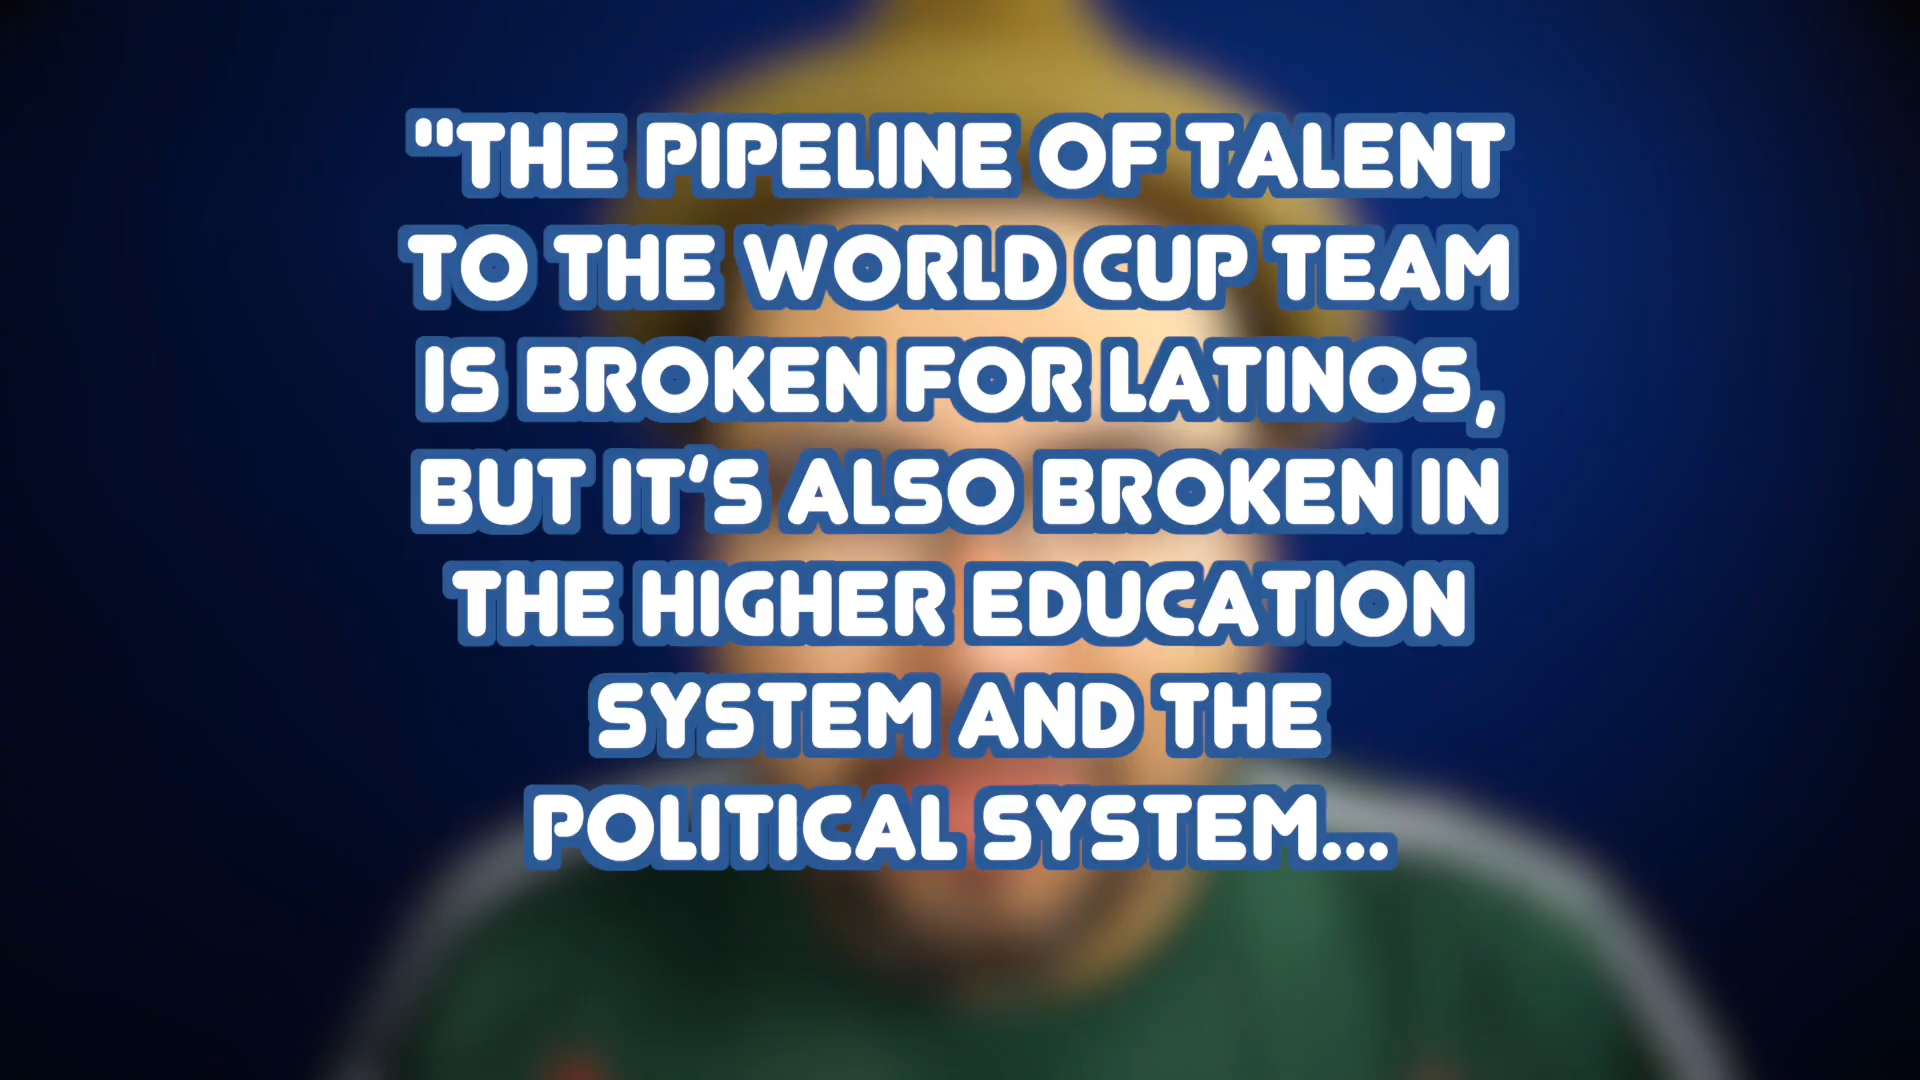 "THE PIPELINE OF TALENT
TO THE WORLD CUP TEAM
IS BROKEN FOR LATINOS,
BUT IT'S ALSO BROKEN IN
THE HIGHER EDUCATION
SYSTEM AND THE
POLITICAL SYSTEM...